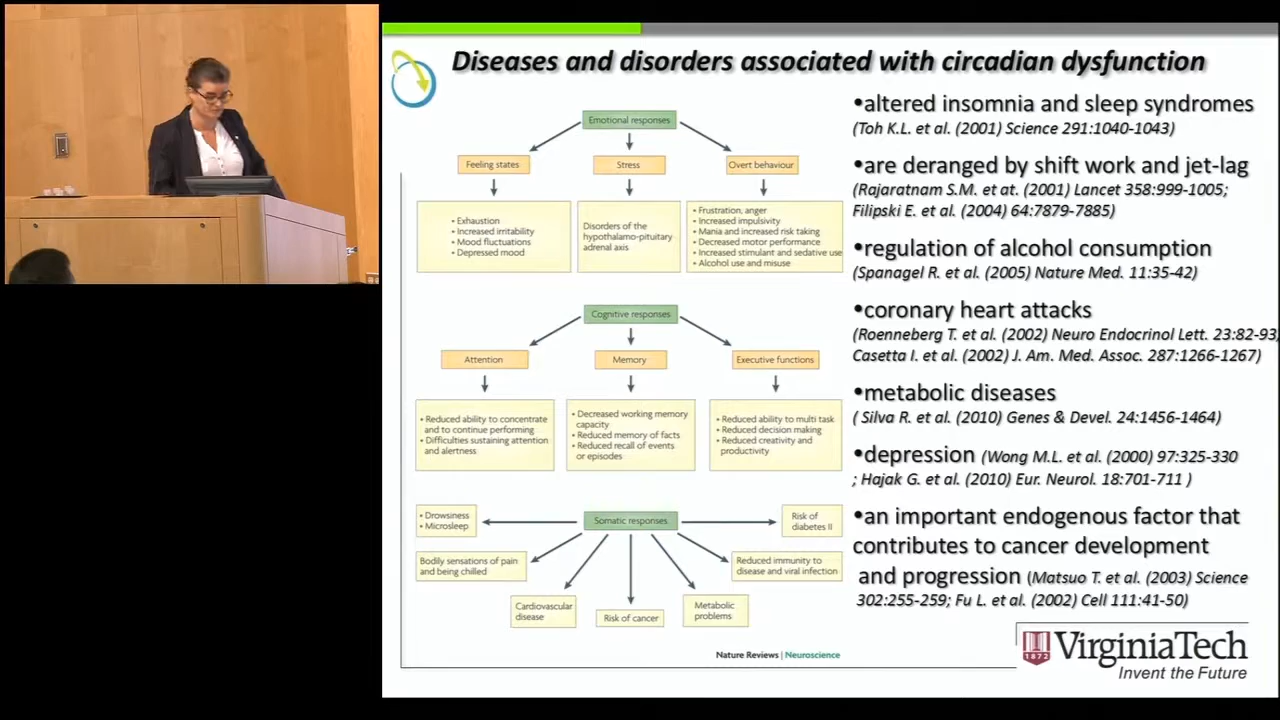 Diseases and disorders associated with circadian dysfunction
Emotional responses
Feeling states
Stress
Overt behaviour
• Exhaustion
• Increased irritability
• Mood fluctuations
• Depressed mood
Disorders of the
hypothalamo-pituitary
adrenal axis
• Frustration, anger
• Increased impulsivity
• Mania and increased risk taking
• Decreased motor performance
• Increased stimulant and sedative use
• Alcohol use and misuse
Cognitive responses
Attention
Memory
Executive functions
• Reduced ability to concentrate
and to continue performing
• Difficulties sustaining attention
and alertness
• Decreased working memory
capacity
• Reduced memory of facts
• Reduced recall of events
or episodes
• Reduced ability to multi task
• Reduced decision making
• Reduced creativity and
productivity
Somatic responses
• Drowsiness
• Microsleep
Risk of
diabetes II
Bodily sensations of pain
and being chilled
Reduced immunity to
disease and viral infection
Cardiovascular
disease
Risk of cancer
Metabolic
problems
Nature Reviews | Neuroscience
•altered insomnia and sleep syndromes
(Toh K.L. et al. (2001) Science 291:1040-1043)
•are deranged by shift work and jet-lag
(Rajaratnam S.M. et at. (2001) Lancet 358:999-1005;
Filipski E. et al. (2004) 64:7879-7885)
•regulation of alcohol consumption
(Spanagel R. et al. (2005) Nature Med. 11:35-42)
•coronary heart attacks
(Roenneberg T. et al. (2002) Neuro Endocrinol Lett. 23:82-93;
Casetta I. et al. (2002) J. Am. Med. Assoc. 287:1266-1267)
•metabolic diseases
( Silva R. et al. (2010) Genes & Devel. 24:1456-1464)
•depression (Wong M.L. et al. (2000) 97:325-330
; Hajak G. et al. (2010) Eur. Neurol. 18:701-711 )
•an important endogenous factor that
contributes to cancer development
and progression (Matsuo T. et al. (2003) Science
302:255-259; Fu L. et al. (2002) Cell 111:41-50)
1872
VirginiaTech
Invent the Future